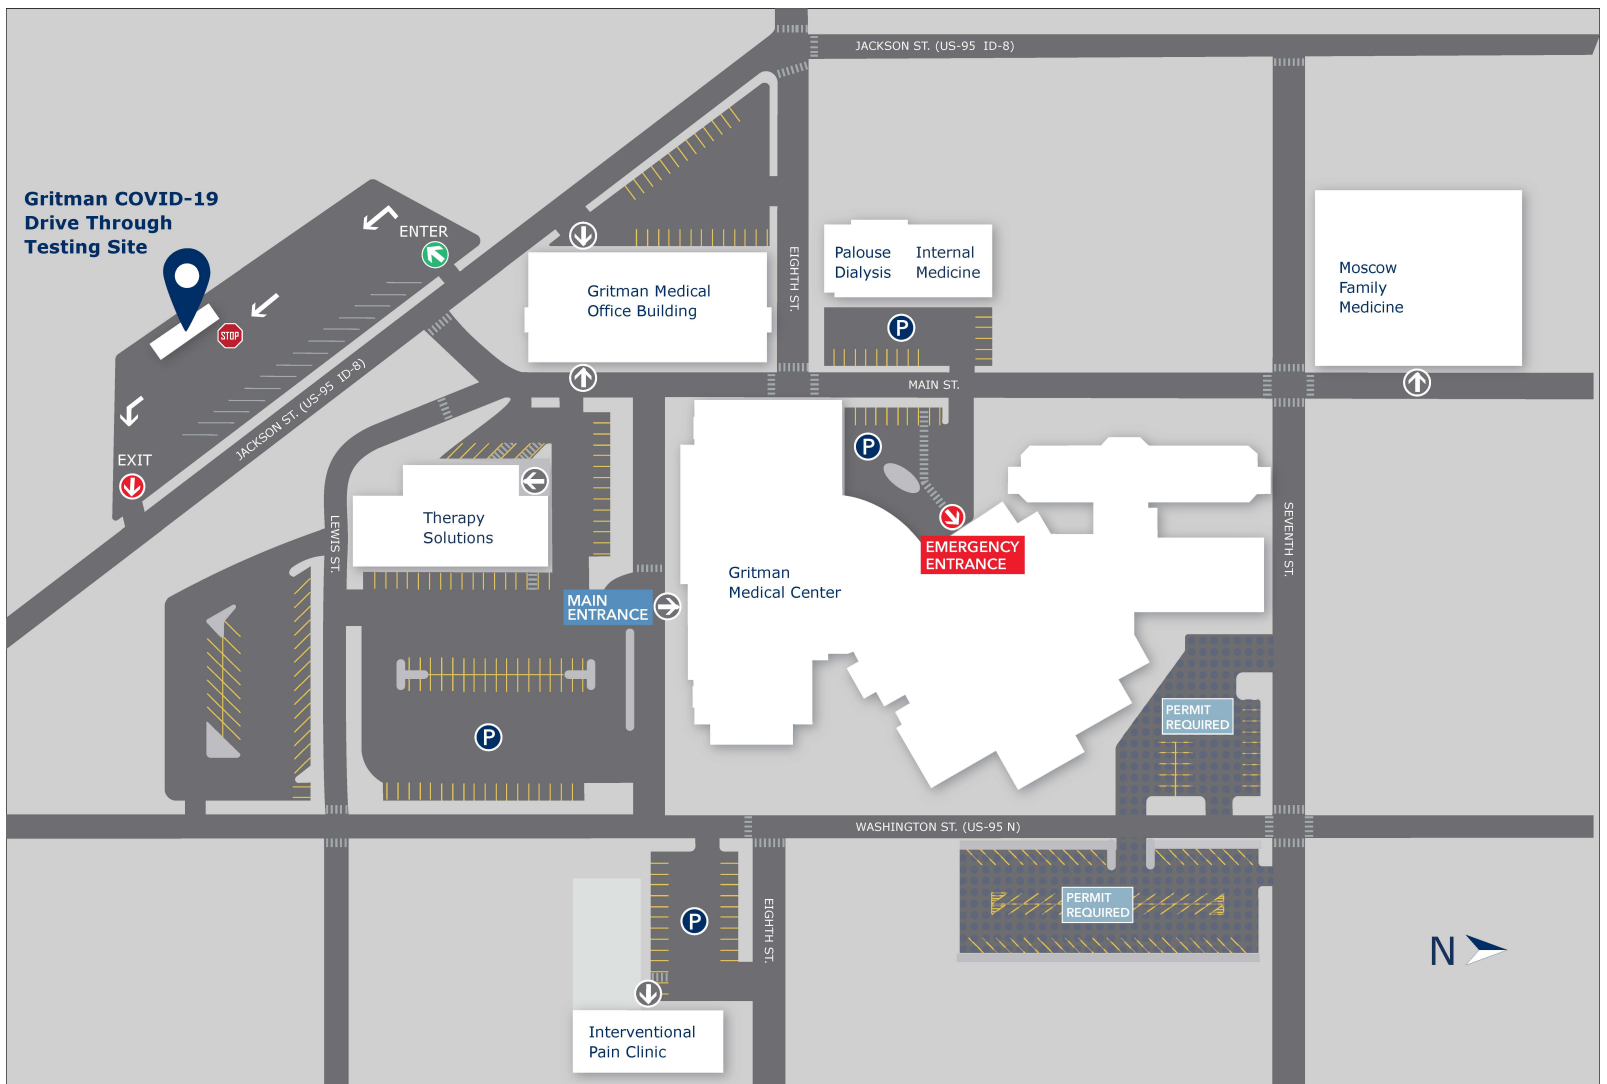 JACKSON ST. (US-95 ID-8)
Gritman COVID-19
Drive Through
Testing Site
ENTER
STOP
EXIT
JACKSON ST. (US-95 ID-8)
Gritman Medical
Office Building
EIGHTH ST.
Palouse
Dialysis
Internal
Medicine
P
Moscow
Family
Medicine
MAIN ST.
P
Therapy
Solutions
LEWIS ST.
EMERGENCY
ENTRANCE
SEVENTH ST.
Gritman
Medical Center
MAIN
ENTRANCE
P
PERMIT
REQUIRED
WASHINGTON ST. (US-95 N)
P
EIGHTH ST.
PERMIT
REQUIRED
N
Interventional
Pain Clinic